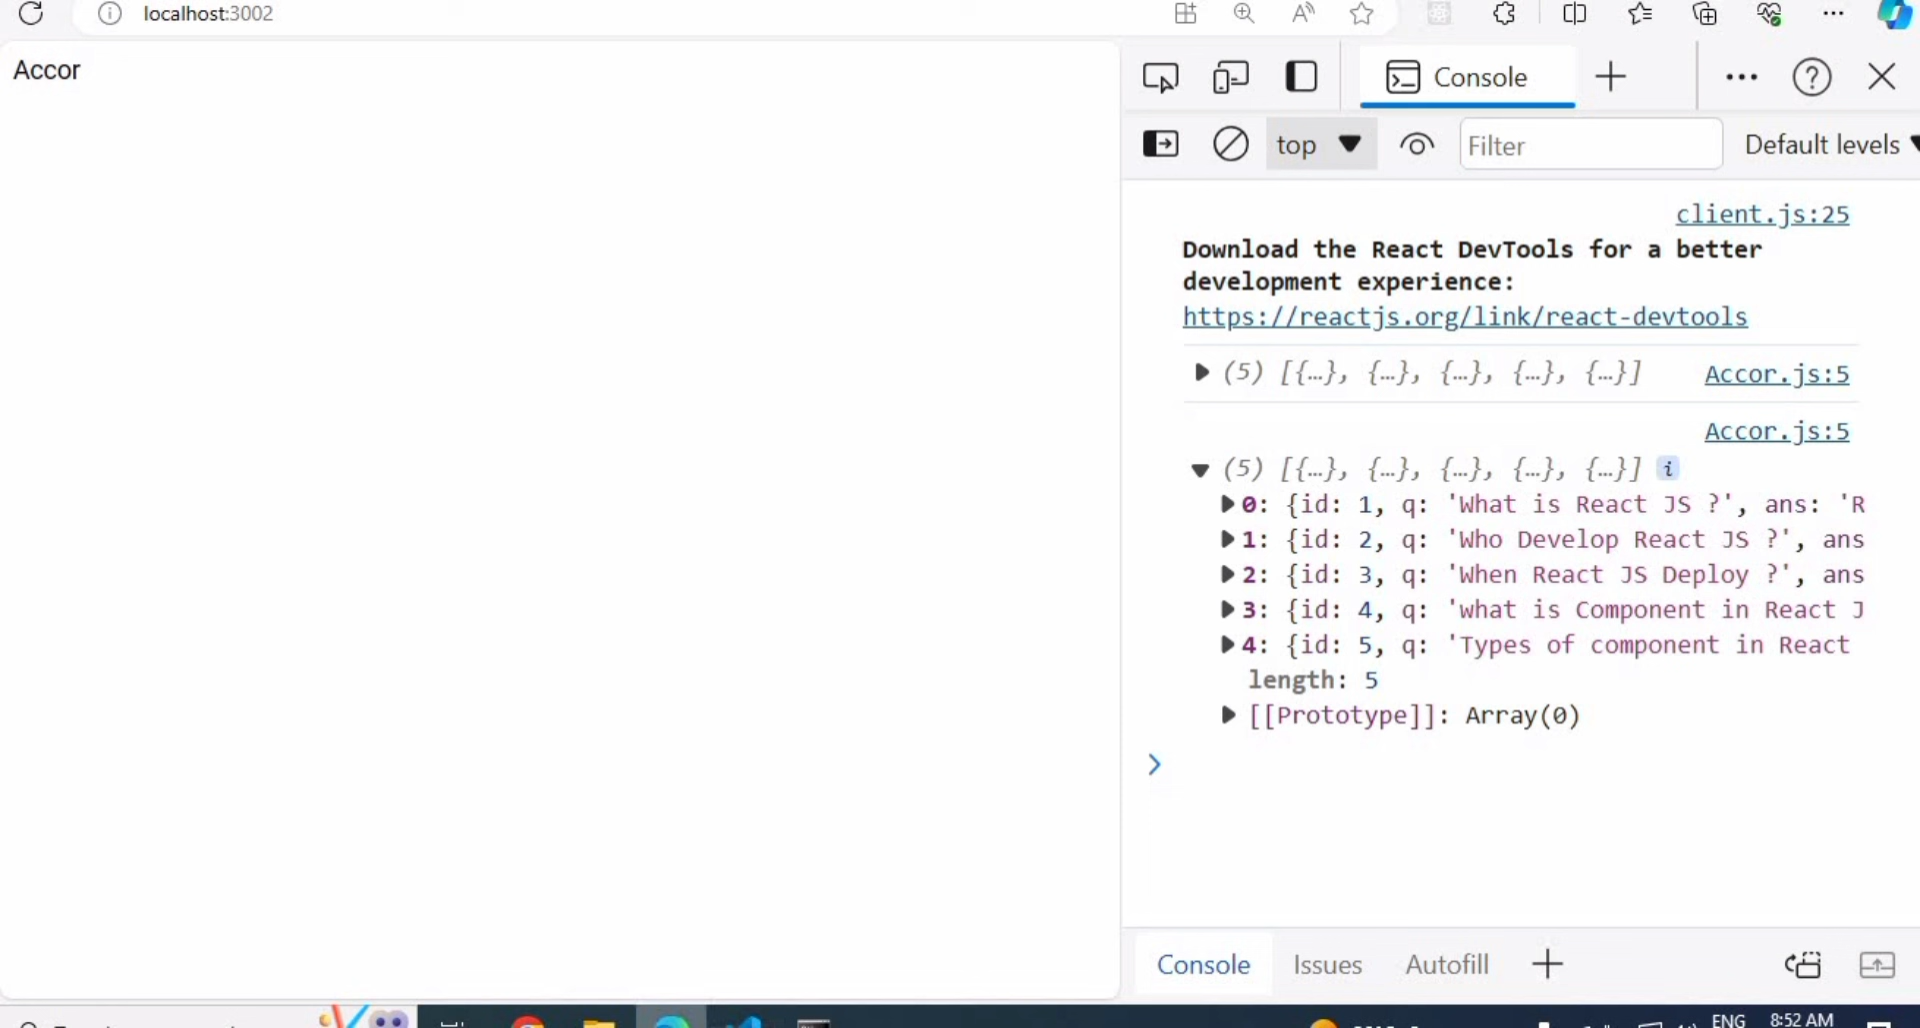 localhost:3002
Accor
Console
top
Filter
Default levels
client.js:25
Download the React DevTools for a better
development experience:
https://reactjs.org/link/react-devtools
(5) [{…}, {…}, {…}, {…}, {…}] Accor.js:5
Accor.js:5
(5) [{…}, {…}, {…}, {…}, {…}] i
0: {id: 1, q: 'What is React JS ?', ans: 'R
1: {id: 2, q: 'Who Develop React JS ?', ans
2: {id: 3, q: 'When React JS Deploy ?', ans
3: {id: 4, q: 'what is Component in React J
4: {id: 5, q: 'Types of component in React
length: 5
[[Prototype]]: Array(0)
Console Issues Autofill
ENG 8:52 AM